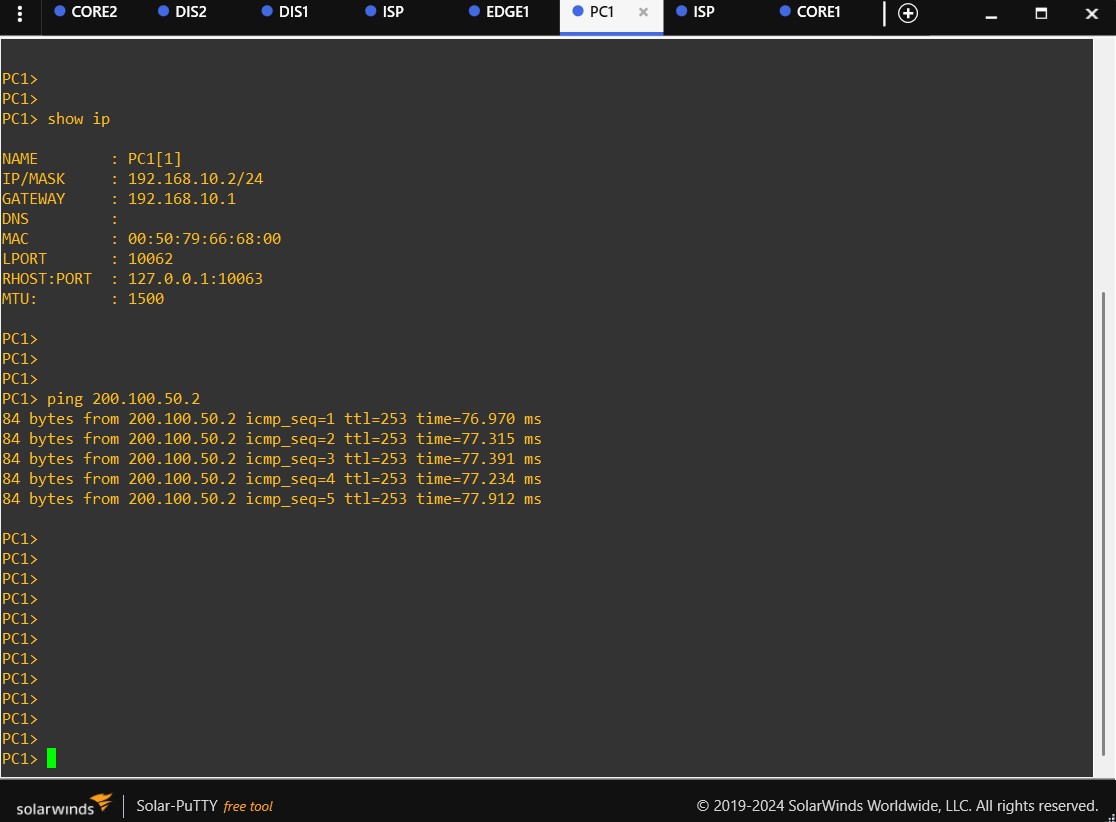 CORE2 DIS2 DIS1 ISP EDGE1 PC1 ISP CORE1
PC1>
PC1>
PC1> show ip
NAME        : PC1[1]
IP/MASK     : 192.168.10.2/24
GATEWAY     : 192.168.10.1
DNS         :
MAC         : 00:50:79:66:68:00
LPORT       : 10062
RHOST:PORT  : 127.0.0.1:10063
MTU:        : 1500
PC1>
PC1>
PC1>
PC1> ping 200.100.50.2
84 bytes from 200.100.50.2 icmp_seq=1 ttl=253 time=76.970 ms
84 bytes from 200.100.50.2 icmp_seq=2 ttl=253 time=77.315 ms
84 bytes from 200.100.50.2 icmp_seq=3 ttl=253 time=77.391 ms
84 bytes from 200.100.50.2 icmp_seq=4 ttl=253 time=77.234 ms
84 bytes from 200.100.50.2 icmp_seq=5 ttl=253 time=77.912 ms
PC1>
PC1>
PC1>
PC1>
PC1>
PC1>
PC1>
PC1>
PC1>
PC1>
PC1>
PC1>
solarwinds Solar-PuTTY free tool © 2019-2024 SolarWinds Worldwide, LLC. All rights reserved.